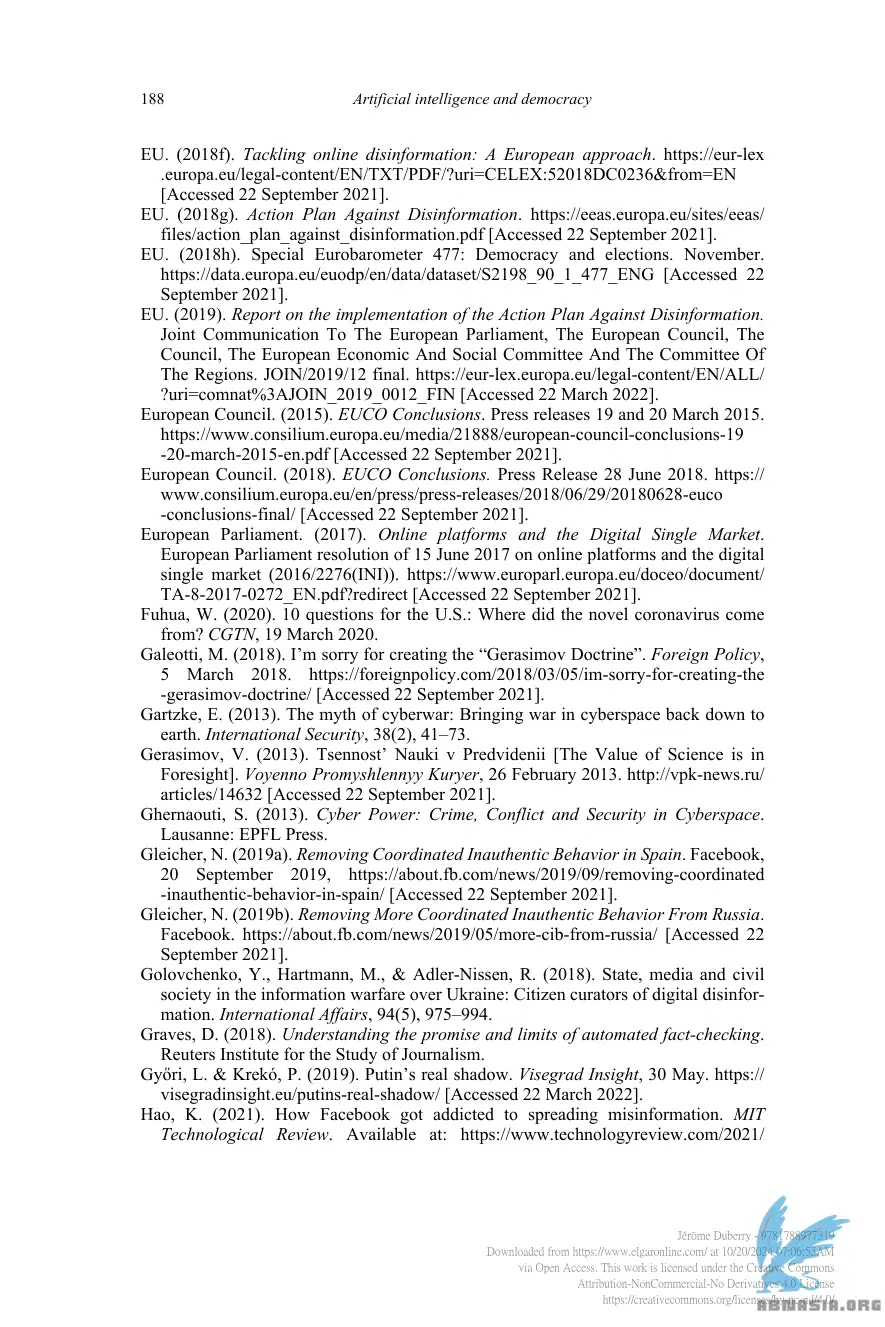 188 Artificial intelligence and democracy
EU. (2018f). Tackling online disinformation: A European approach. https://eur-lex
.europa.eu/legal-content/EN/TXT/PDF/?uri=CELEX:52018DC0236&from=EN
[Accessed 22 September 2021].
EU. (2018g). Action Plan Against Disinformation. https://eeas.europa.eu/sites/eeas/
files/action_plan_against_disinformation.pdf [Accessed 22 September 2021].
EU. (2018h). Special Eurobarometer 477: Democracy and elections. November.
https://data.europa.eu/euodp/en/data/dataset/S2198_90_1_477_ENG [Accessed 22
September 2021].
EU. (2019). Report on the implementation of the Action Plan Against Disinformation.
Joint Communication To The European Parliament, The European Council, The
Council, The European Economic And Social Committee And The Committee Of
The Regions. JOIN/2019/12 final. https://eur-lex.europa.eu/legal-content/EN/ALL/
?uri=comnat%3AJOIN_2019_0012_FIN [Accessed 22 March 2022].
European Council. (2015). EUCO Conclusions. Press releases 19 and 20 March 2015.
https://www.consilium.europa.eu/media/21888/european-council-conclusions-19
-20-march-2015-en.pdf [Accessed 22 September 2021].
European Council. (2018). EUCO Conclusions. Press Release 28 June 2018. https://
www.consilium.europa.eu/en/press/press-releases/2018/06/29/20180628-euco
-conclusions-final/ [Accessed 22 September 2021].
European Parliament. (2017). Online platforms and the Digital Single Market.
European Parliament resolution of 15 June 2017 on online platforms and the digital
single market (2016/2276(INI)). https://www.europarl.europa.eu/doceo/document/
TA-8-2017-0272_EN.pdf?redirect [Accessed 22 September 2021].
Fuhua, W. (2020). 10 questions for the U.S.: Where did the novel coronavirus come
from? CGTN, 19 March 2020.
Galeotti, M. (2018). I’m sorry for creating the “Gerasimov Doctrine”. Foreign Policy,
5 March 2018. https://foreignpolicy.com/2018/03/05/im-sorry-for-creating-the
-gerasimov-doctrine/ [Accessed 22 September 2021].
Gartzke, E. (2013). The myth of cyberwar: Bringing war in cyberspace back down to
earth. International Security, 38(2), 41–73.
Gerasimov, V. (2013). Tsennost’ Nauki v Predvidenii [The Value of Science is in
Foresight]. Voyenno Promyshlennyy Kuryer, 26 February 2013. http://vpk-news.ru/
articles/14632 [Accessed 22 September 2021].
Ghernaouti, S. (2013). Cyber Power: Crime, Conflict and Security in Cyberspace.
Lausanne: EPFL Press.
Gleicher, N. (2019a). Removing Coordinated Inauthentic Behavior in Spain. Facebook,
20 September 2019, https://about.fb.com/news/2019/09/removing-coordinated
-inauthentic-behavior-in-spain/ [Accessed 22 September 2021].
Gleicher, N. (2019b). Removing More Coordinated Inauthentic Behavior From Russia.
Facebook. https://about.fb.com/news/2019/05/more-cib-from-russia/ [Accessed 22
September 2021].
Golovchenko, Y., Hartmann, M., & Adler-Nissen, R. (2018). State, media and civil
society in the information warfare over Ukraine: Citizen curators of digital disinfor-
mation. International Affairs, 94(5), 975–994.
Graves, D. (2018). Understanding the promise and limits of automated fact-checking.
Reuters Institute for the Study of Journalism.
Győri, L. & Krekó, P. (2019). Putin’s real shadow. Visegrad Insight, 30 May. https://
visegradinsight.eu/putins-real-shadow/ [Accessed 22 March 2022].
Hao, K. (2021). How Facebook got addicted to spreading misinformation. MIT
Technological Review. Available at: https://www.technologyreview.com/2021/
Jérôme Duberry - 9781788977319
Downloaded from https://www.elgaronline.com/ at 10/20/2024 07:06:53AM
via Open Access. This work is licensed under the Creative Commons
Attribution-NonCommercial-No Derivatives 4.0 License
https://creativecommons.org/licenses/by-nc-nd/4.0/
ABNASIA.ORG